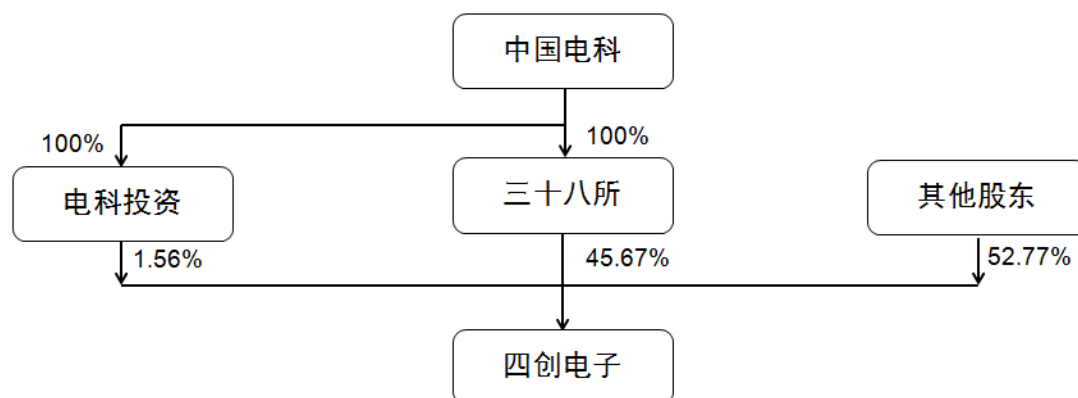 中国电科
100%
100%
电科投资
三十八所
其他股东
1.56%
45.67%
52.77%
四创电子